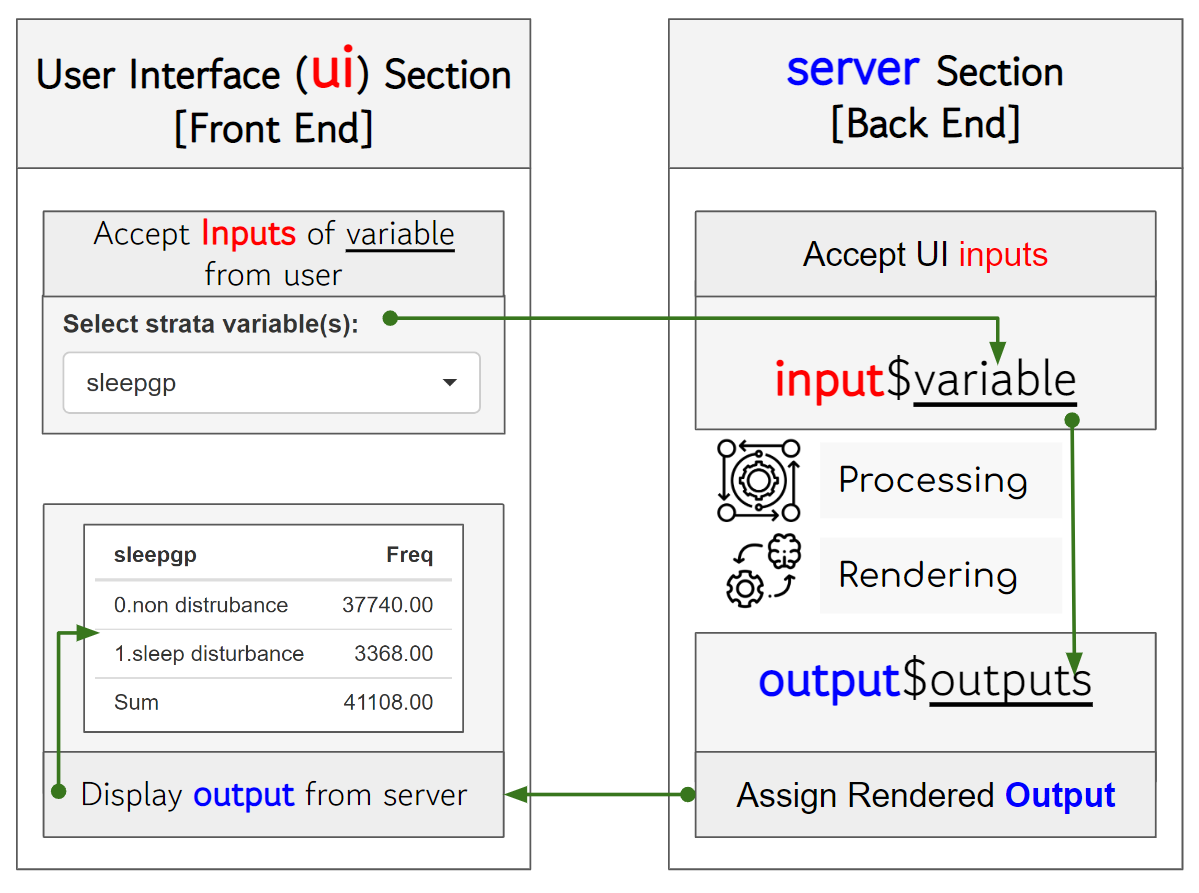 User Interface (ui) Section
[Front End]
Accept Inputs of variable
from user
Select strata variable(s):
sleepgp
sleepgp Freq
0.non distrubance 37740.00
1.sleep disturbance 3368.00
Sum 41108.00
Display output from server
server Section
[Back End]
Accept UI inputs
input$variable
Processing
Rendering
output$outputs
Assign Rendered Output